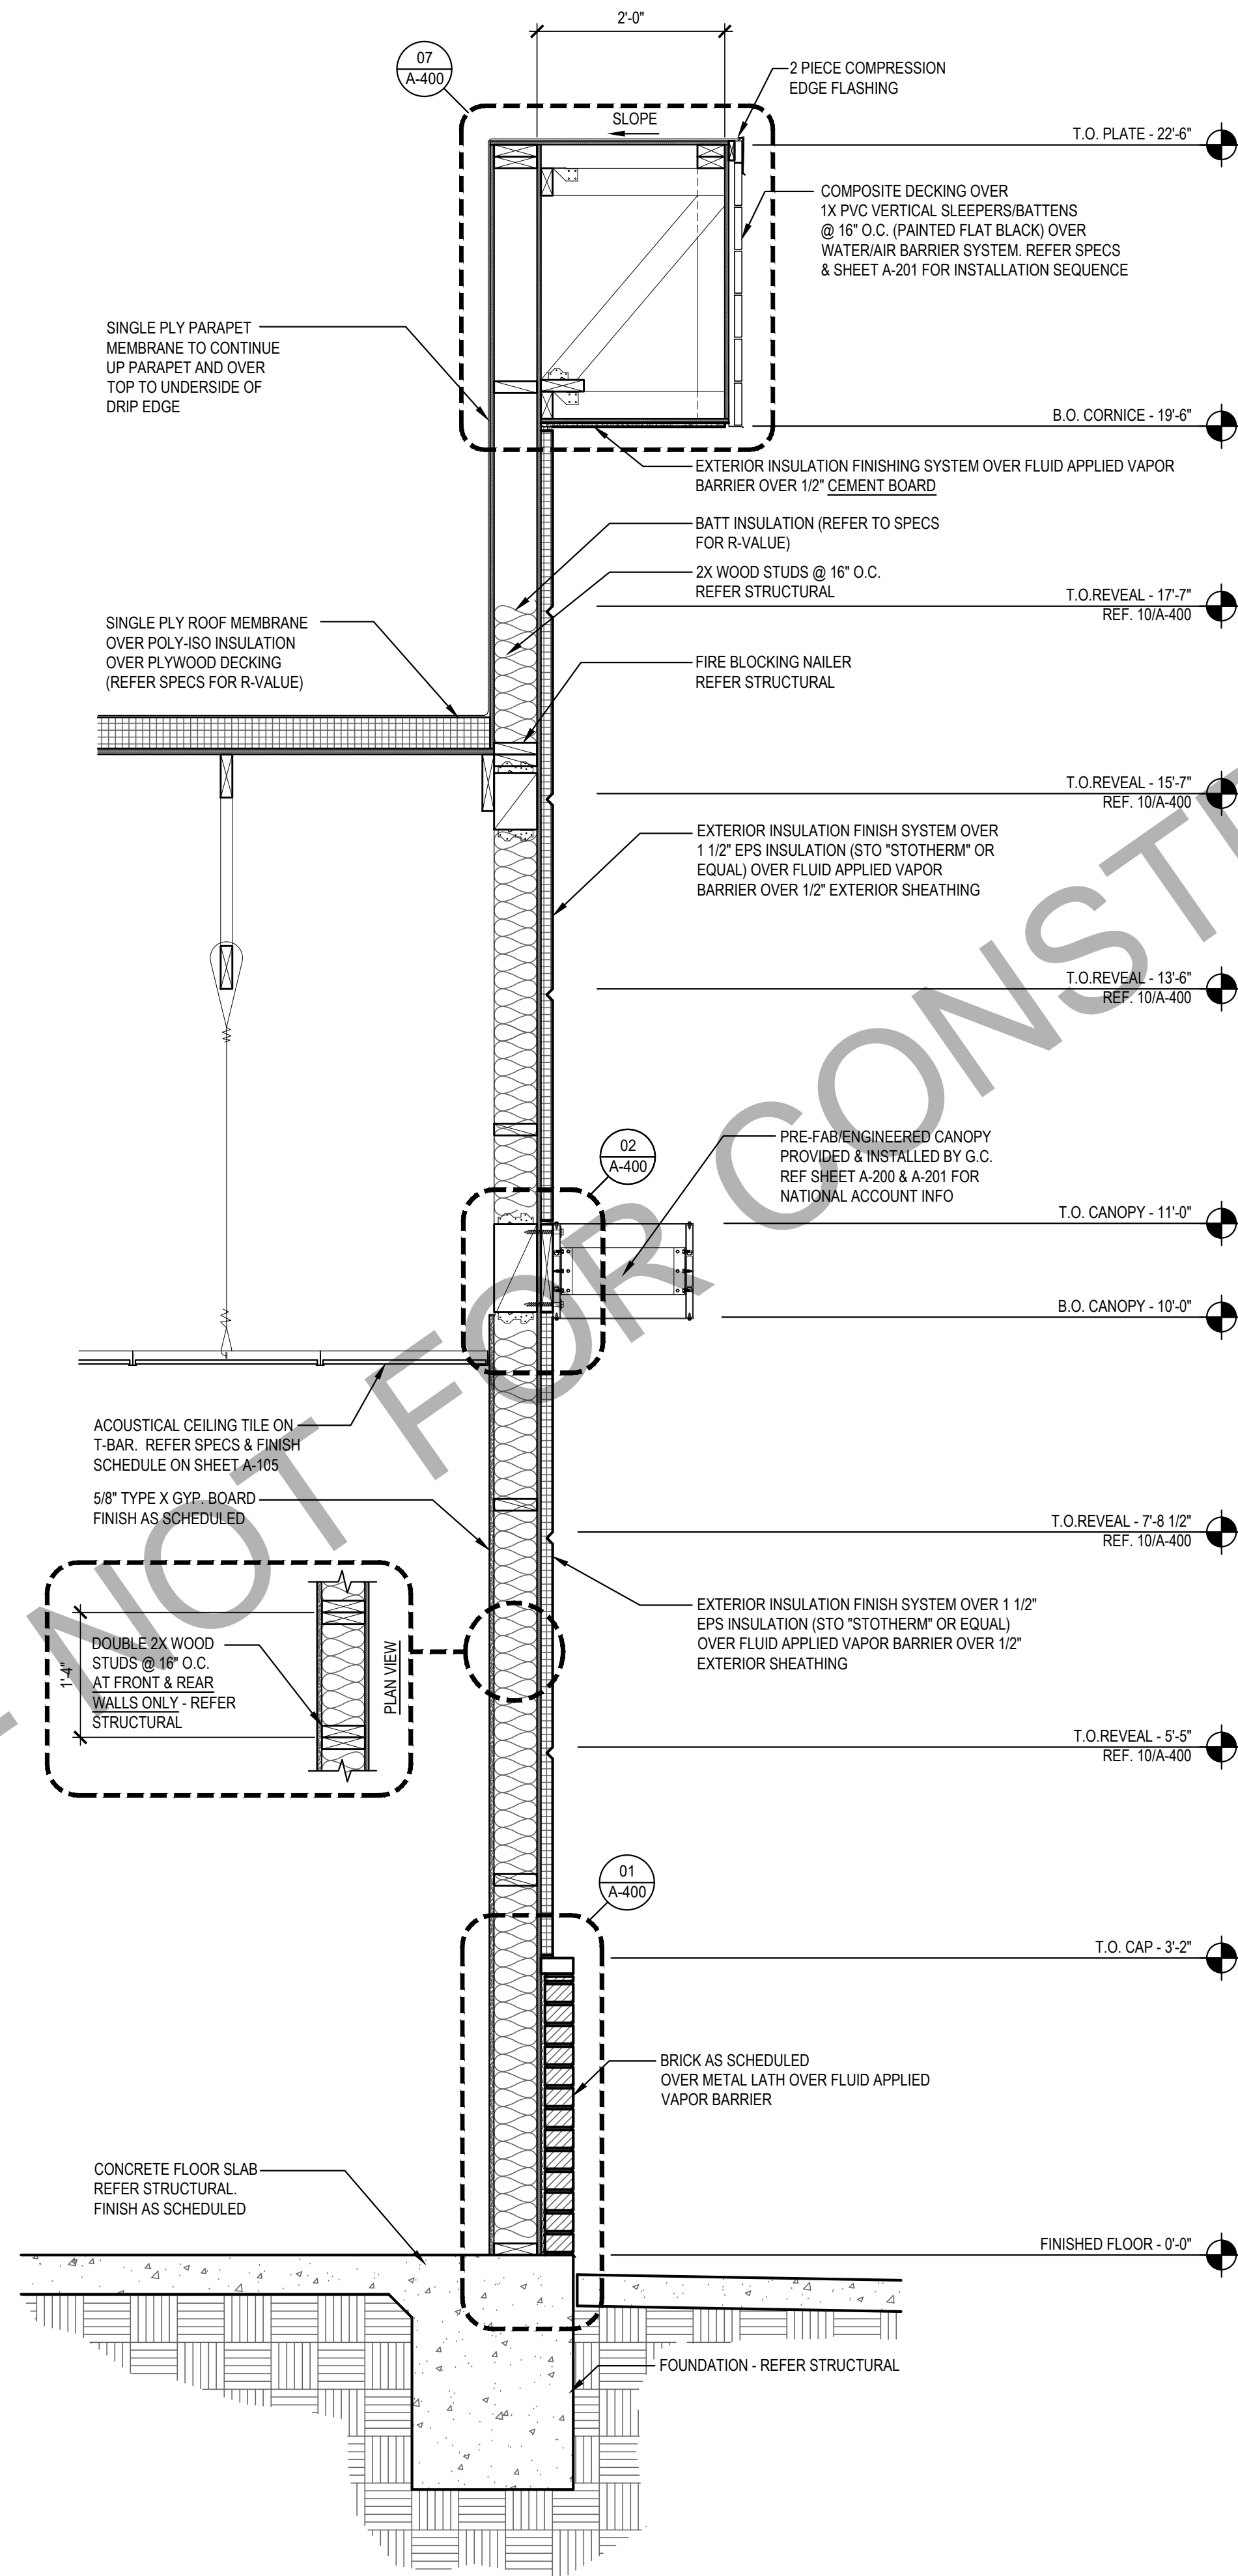 2'-0"
07
A-400
2 PIECE COMPRESSION
EDGE FLASHING
SLOPE
T.O. PLATE - 22'-6"
COMPOSITE DECKING OVER
1X PVC VERTICAL SLEEPERS/BATTENS
@ 16" O.C. (PAINTED FLAT BLACK) OVER
WATER/AIR BARRIER SYSTEM. REFER SPECS
& SHEET A-201 FOR INSTALLATION SEQUENCE
SINGLE PLY PARAPET
MEMBRANE TO CONTINUE
UP PARAPET AND OVER
TOP TO UNDERSIDE OF
DRIP EDGE
B.O. CORNICE - 19'-6"
EXTERIOR INSULATION FINISHING SYSTEM OVER FLUID APPLIED VAPOR
BARRIER OVER 1/2" CEMENT BOARD
BATT INSULATION (REFER TO SPECS
FOR R-VALUE)
2X WOOD STUDS @ 16" O.C.
REFER STRUCTURAL
T.O.REVEAL - 17'-7"
REF. 10/A-400
SINGLE PLY ROOF MEMBRANE
OVER POLY-ISO INSULATION
OVER PLYWOOD DECKING
(REFER SPECS FOR R-VALUE)
FIRE BLOCKING NAILER
REFER STRUCTURAL
T.O.REVEAL - 15'-7"
REF. 10/A-400
EXTERIOR INSULATION FINISH SYSTEM OVER
1 1/2" EPS INSULATION (STO "STOTHERM" OR
EQUAL) OVER FLUID APPLIED VAPOR
BARRIER OVER 1/2" EXTERIOR SHEATHING
T.O.REVEAL - 13'-6"
REF. 10/A-400
02
A-400
PRE-FAB/ENGINEERED CANOPY
PROVIDED & INSTALLED BY G.C.
REF SHEET A-200 & A-201 FOR
NATIONAL ACCOUNT INFO
T.O. CANOPY - 11'-0"
B.O. CANOPY - 10'-0"
ACOUSTICAL CEILING TILE ON
T-BAR. REFER SPECS & FINISH
SCHEDULE ON SHEET A-105
5/8" TYPE X GYP. BOARD
FINISH AS SCHEDULED
T.O.REVEAL - 7'-8 1/2"
REF. 10/A-400
EXTERIOR INSULATION FINISH SYSTEM OVER 1 1/2"
EPS INSULATION (STO "STOTHERM" OR EQUAL)
OVER FLUID APPLIED VAPOR BARRIER OVER 1/2"
EXTERIOR SHEATHING
1'-4"
DOUBLE 2X WOOD
STUDS @ 16" O.C.
AT FRONT & REAR
WALLS ONLY - REFER
STRUCTURAL
PLAN VIEW
T.O.REVEAL - 5'-5"
REF. 10/A-400
01
A-400
T.O. CAP - 3'-2"
BRICK AS SCHEDULED
OVER METAL LATH OVER FLUID APPLIED
VAPOR BARRIER
CONCRETE FLOOR SLAB
REFER STRUCTURAL.
FINISH AS SCHEDULED
FINISHED FLOOR - 0'-0"
FOUNDATION - REFER STRUCTURAL
NOT FOR